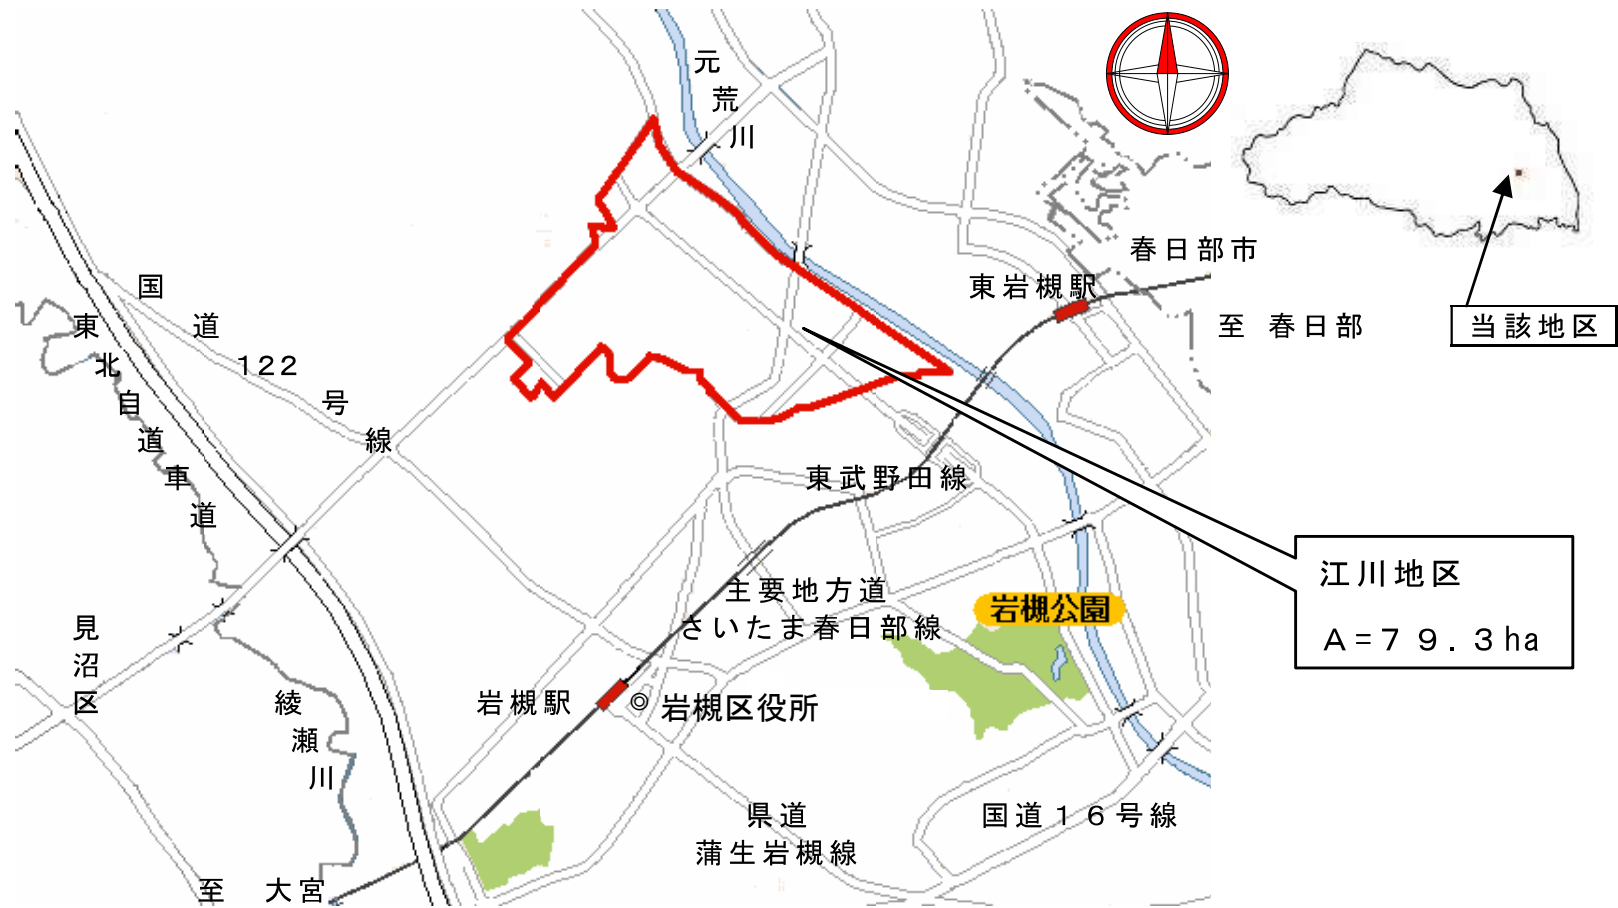 元荒川
春日部市
東岩槻駅
至 春日部
当該地区
国道122号線
東北自動車道
東武野田線
江川地区
A=79.3ha
主要地方道
さいたま春日部線
岩槻公園
見沼区
綾瀬川
岩槻駅
岩槻区役所
県道
蒲生岩槻線
国道16号線
至 大宮